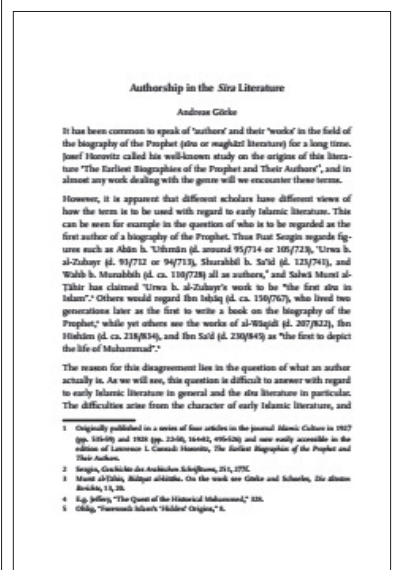 Authorship in the Sīra Literature
Andreas Görke
It has been common to speak of 'authors' and their 'works' in the field of
the biography of the Prophet (sīra or maghāzī literature) for a long time.
Josef Horovitz called his well-known study on the origins of this litera-
ture "The Earliest Biographies of the Prophet and Their Authors", and in
almost any work dealing with the genre will we encounter these terms.
However, it is apparent that different scholars have different views of
how the term is to be used with regard to early Islamic literature. This
can be seen for example in the question of who is to be regarded as the
first author of a biography of the Prophet. Thus Fuat Sezgin regards fig-
ures such as Abān b. ʿUthmān (d. around 95/714 or 105/723), ʿUrwa b.
al-Zubayr (d. 93/712 or 94/713), Shuraḥbīl b. Saʿīd (d. 123/741), and
Wahb b. Munabbih (d. ca. 110/728) all as authors,² and Salwā Mursī al-
Ṭāhir has claimed ʿUrwa b. al-Zubayr's work to be "the first sīra in
Islam".³ Others would regard Ibn Isḥāq (d. ca. 150/767), who lived two
generations later as the first to write a book on the biography of the
Prophet,⁴ while yet others see the works of al-Wāqidī (d. 207/822), Ibn
Hishām (d. ca. 218/834), and Ibn Saʿd (d. 230/845) as "the first to depict
the life of Muhammad".⁵
The reason for this disagreement lies in the question of what an author
actually is. As we will see, this question is difficult to answer with regard
to early Islamic literature in general and the sīra literature in particular.
The difficulties arise from the character of early Islamic literature, and
1 Originally published in a series of four articles in the journal Islamic Culture in 1927
(pp. 535-59) and 1928 (pp. 22-50, 164-82, 495-526) and now easily accessible in the
edition of Lawrence I. Conrad: Horovitz, The Earliest Biographies of the Prophet and
Their Authors.
2 Sezgin, Geschichte des Arabischen Schrifttums, 251, 277f.
3 Mursī al-Ṭāhir, Bidāyat al-kitāba. On the work see Görke and Schoeler, Die ältesten
Berichte, 13, 20.
4 E.g. Jeffery, "The Quest of the Historical Mohammed," 328.
5 Ohlig, "Foreword: Islam's 'Hidden' Origins," 8.